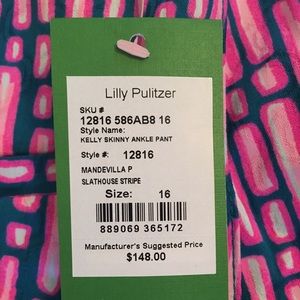 Lilly Pulitzer
SKU #
12816 586AB8 16
Style Name:
KELLY SKINNY ANKLE PANT
Style #: 12816
MANDEVILLA P
SLATHOUSE STRIPE
Size: 16
889069 365172
Manufacturer's Suggested Price
$148.00